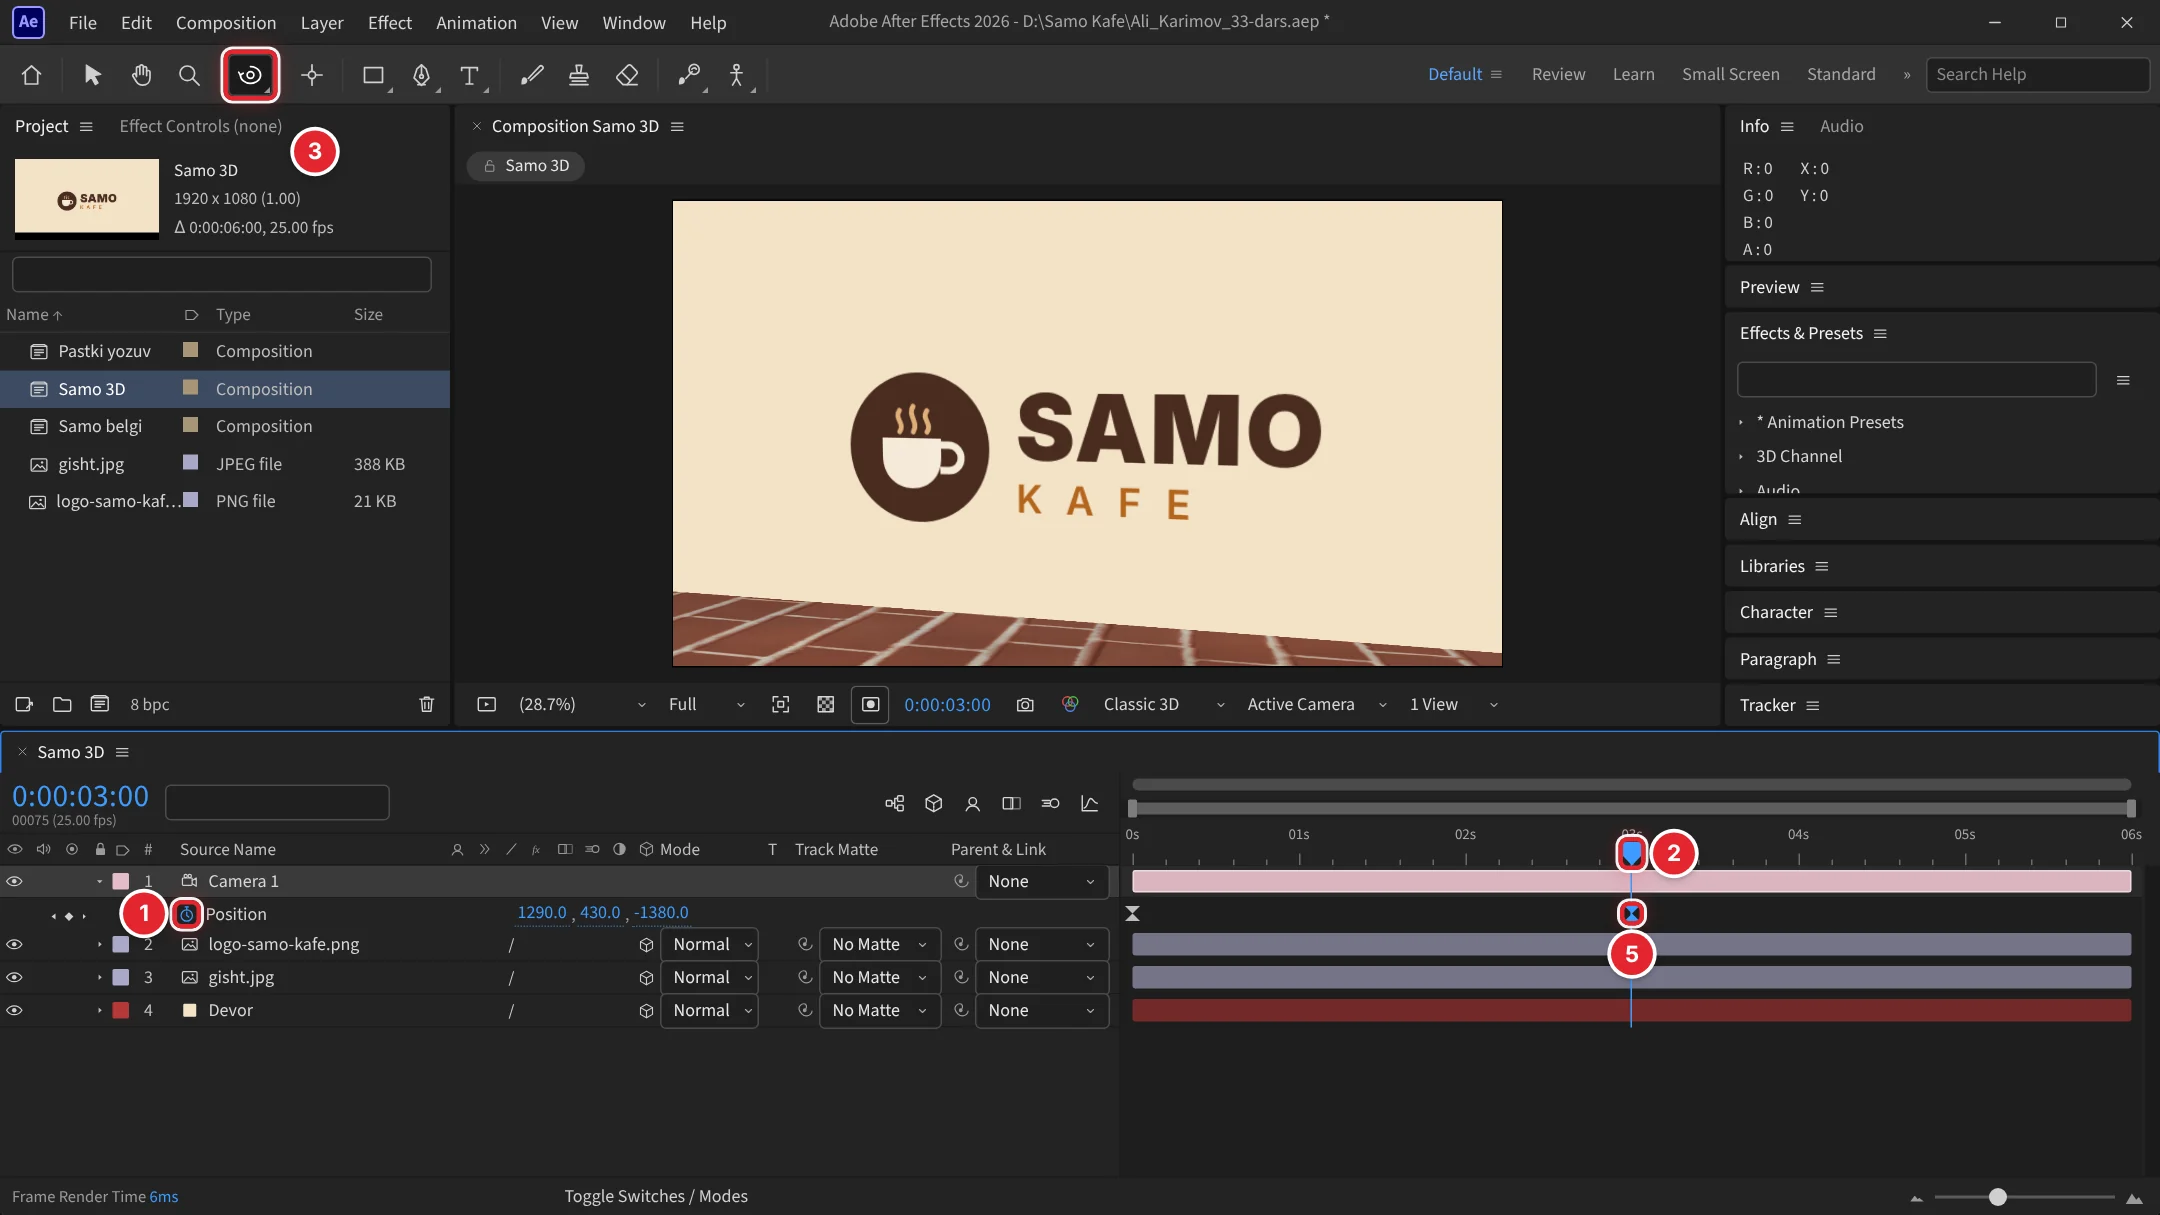 Ae File Edit Composition Layer Effect Animation View Window Help Adobe After Effects 2026 - D:\Samo Kafe\Ali_Karimov_33-dars.aep *
Default Review Learn Small Screen Standard » Search Help
Project Effect Controls (none)
3
Samo 3D
1920 x 1080 (1.00)
Δ 0:00:06:00, 25.00 fps
SAMO
KAFE
Name Type Size
Pastki yozuv Composition
Samo 3D Composition
Samo belgi Composition
gisht.jpg JPEG file 388 KB
logo-samo-kaf... PNG file 21 KB
8 bpc
Composition Samo 3D
Samo 3D
SAMO
KAFE
(28.7%) Full 0:00:03:00 Classic 3D Active Camera 1 View
Info Audio
R : 0 X : 0
G : 0 Y : 0
B : 0
A : 0
Preview
Effects & Presets
* Animation Presets
3D Channel
Audio
Align
Libraries
Character
Paragraph
Tracker
Samo 3D
0:00:03:00
00075 (25.00 fps)
0s 01s 02s 03s 04s 05s 06s
2
# Source Name fx Mode T Track Matte Parent & Link
1 Camera 1 None
1 Position 1290.0 , 430.0 , -1380.0
2 logo-samo-kafe.png Normal No Matte None
5
3 gisht.jpg Normal No Matte None
4 Devor Normal No Matte None
Frame Render Time 6ms Toggle Switches / Modes